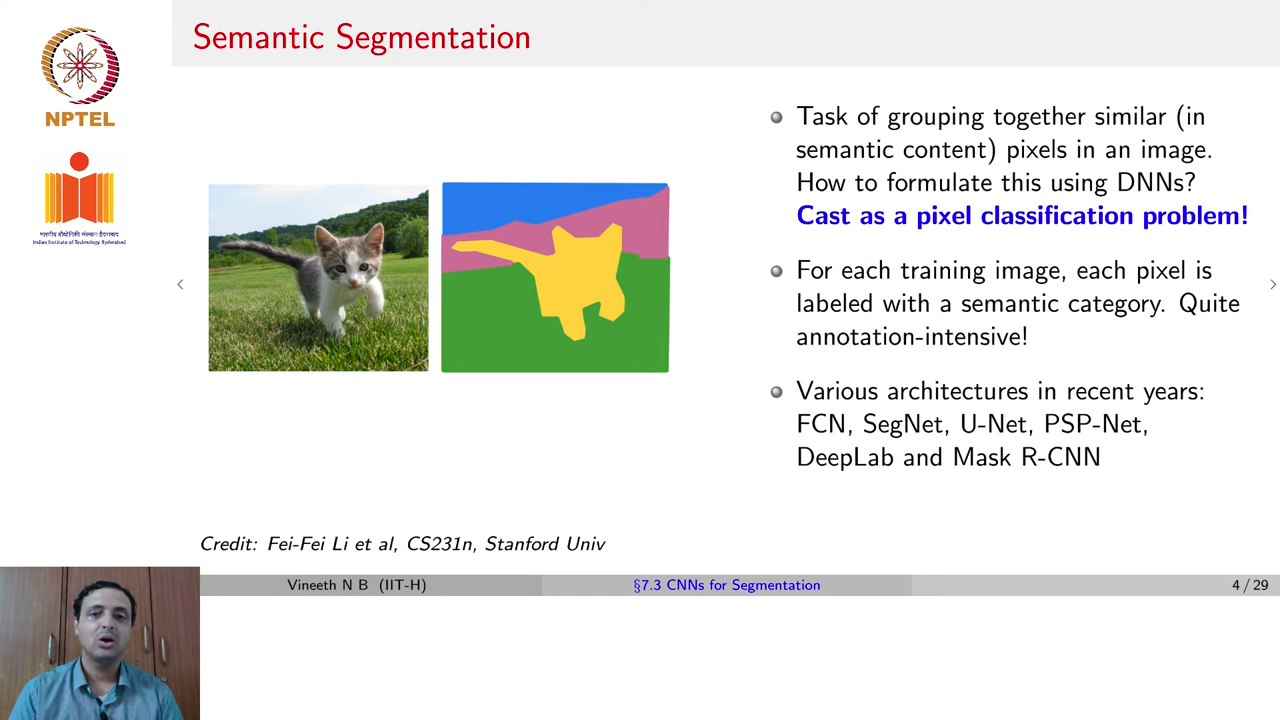 Semantic Segmentation
NPTEL
भारतीय प्रौद्योगिकी संस्थान हैदराबाद
Indian Institute of Technology Hyderabad
Task of grouping together similar (in
semantic content) pixels in an image.
How to formulate this using DNNs?
Cast as a pixel classification problem!
For each training image, each pixel is
labeled with a semantic category. Quite
annotation-intensive!
Various architectures in recent years:
FCN, SegNet, U-Net, PSP-Net,
DeepLab and Mask R-CNN
Credit: Fei-Fei Li et al, CS231n, Stanford Univ
Vineeth N B (IIT-H) §7.3 CNNs for Segmentation 4 / 29